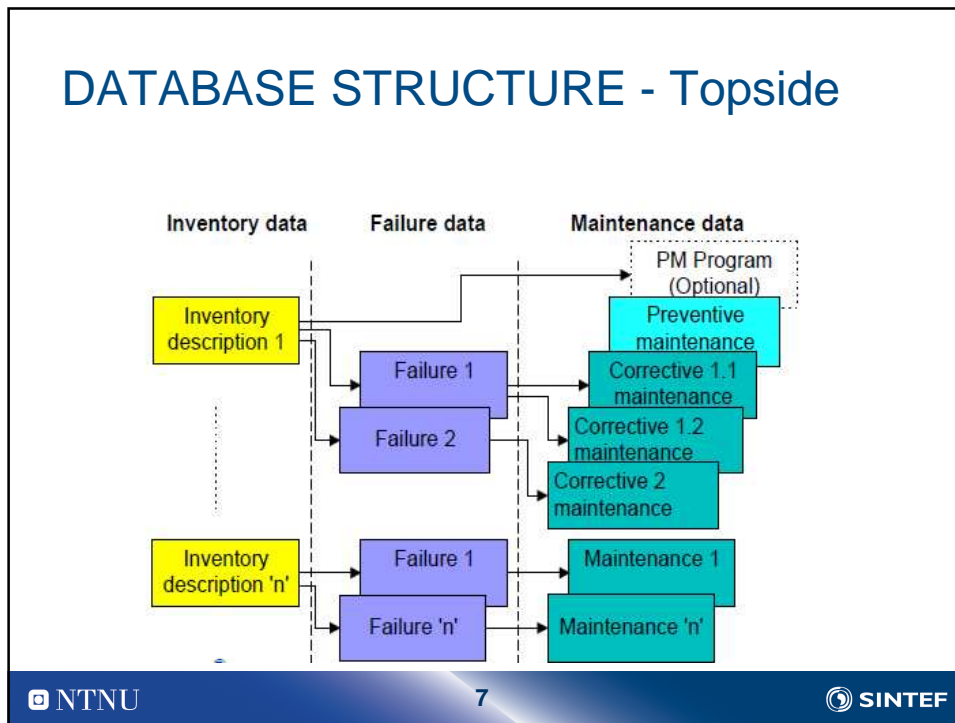 DATABASE STRUCTURE - Topside
Inventory data
Failure data
Maintenance data
PM Program
(Optional)
Inventory
description 1
Preventive
maintenance
Failure 1
Corrective 1.1
maintenance
Failure 2
Corrective 1.2
maintenance
Corrective 2
maintenance
Inventory
description 'n'
Failure 1
Maintenance 1
Failure 'n'
Maintenance 'n'
NTNU
7
SINTEF